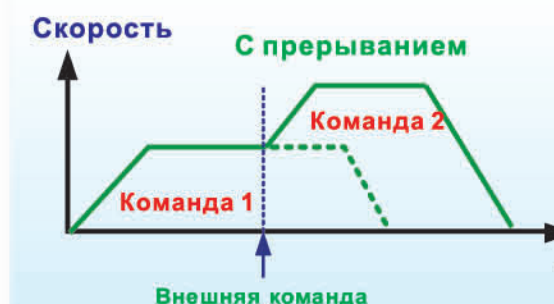 Скорость
С прерыванием
Команда 2
Команда 1
Внешняя команда